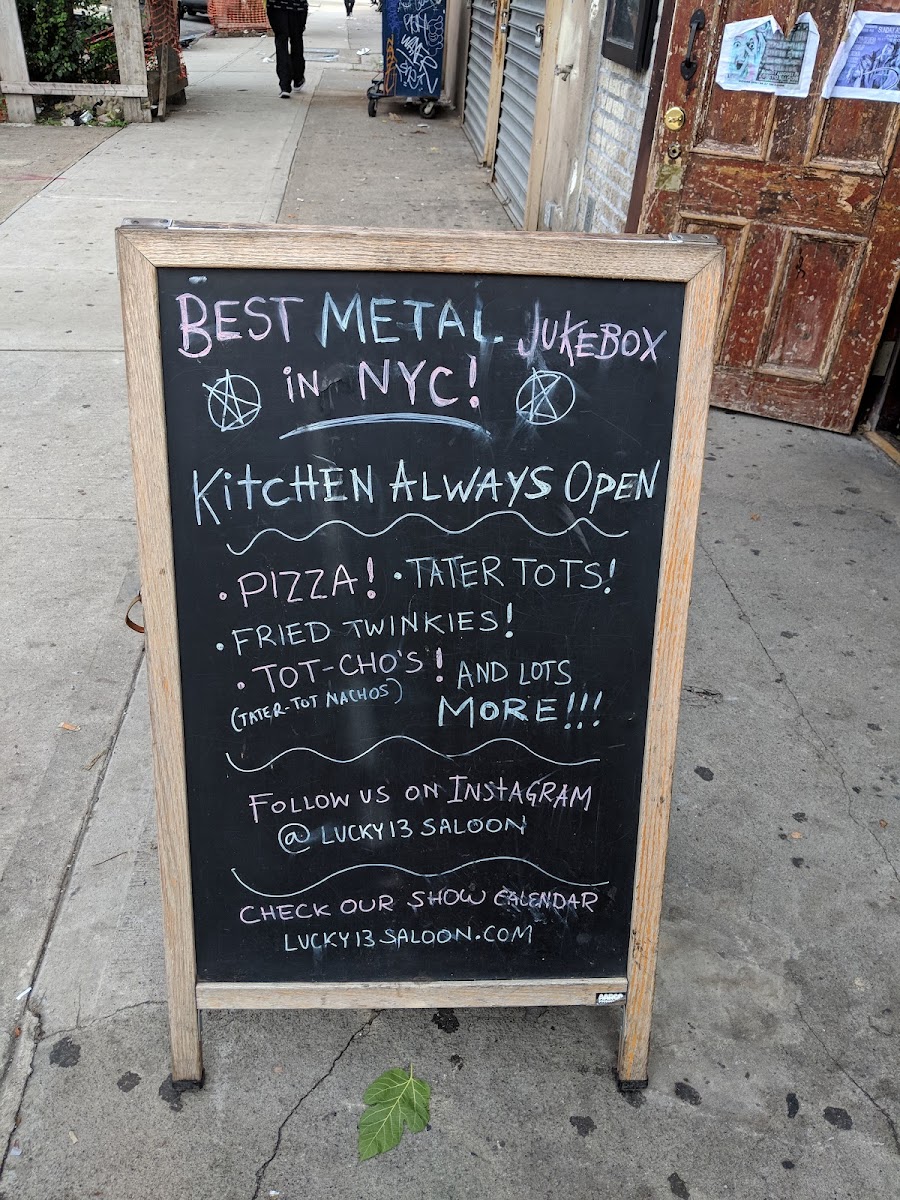 BEST METAL JUKEBOX
iN NYC!
KitCHEN ALWAYS OPEN
• PIZZA! • TATER TOTS!
• FRIED TWINKIES!
• TOT-CHO'S! AND LOTS
(TATER-TOT NACHOS) MORE!!!
FOLLOW US ON INStAGRAM
@ LUCKY13 SALOON
CHECK OUR SHOW CALENDAR
LUCKY13SALOON.COM